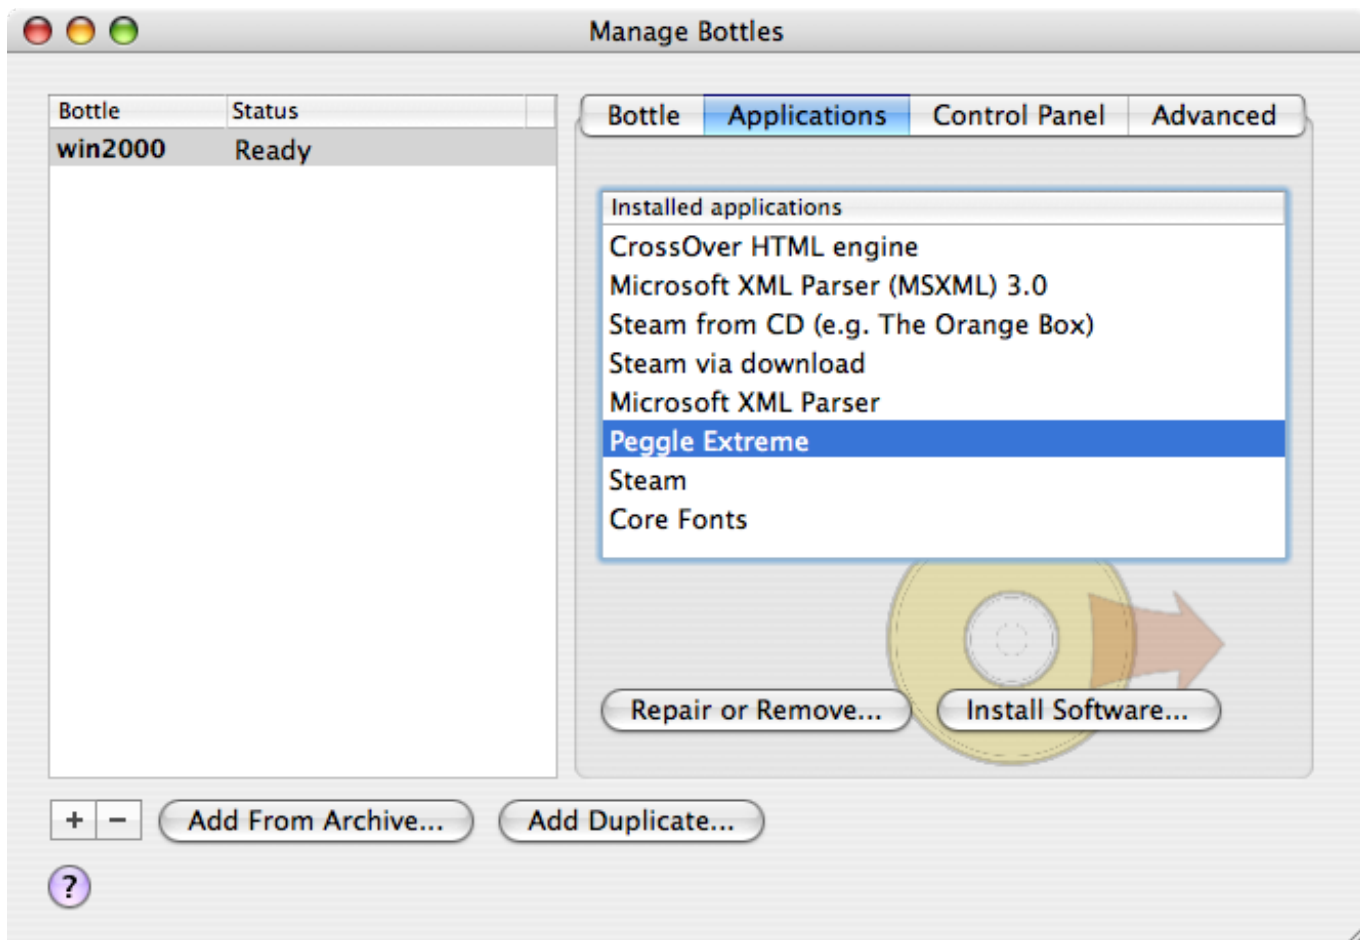 Manage Bottles
Bottle Status
win2000 Ready
Bottle Applications Control Panel Advanced
Installed applications
CrossOver HTML engine
Microsoft XML Parser (MSXML) 3.0
Steam from CD (e.g. The Orange Box)
Steam via download
Microsoft XML Parser
Peggle Extreme
Steam
Core Fonts
Repair or Remove... Install Software...
+ − Add From Archive... Add Duplicate...
?